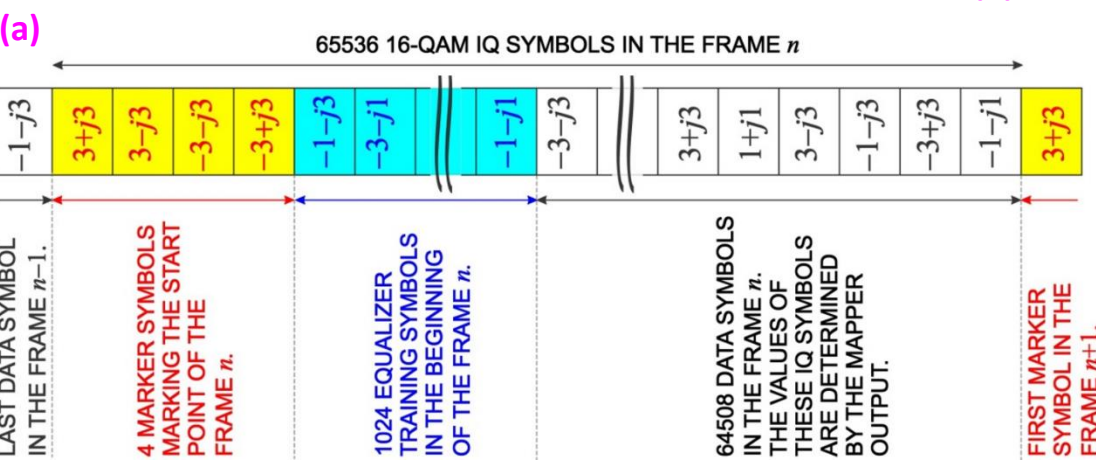 (a)
65536 16-QAM IQ SYMBOLS IN THE FRAME n
-1-j3
3+j3
3-j3
-3-j3
-3+j3
-1-j3
-3-j1
-1-j1
-3-j3
3+j3
1+j1
3-j3
-1-j3
-3+j3
-1-j1
3+j3
LAST DATA SYMBOL
IN THE FRAME n-1.
4 MARKER SYMBOLS
MARKING THE START
POINT OF THE
FRAME n.
1024 EQUALIZER
TRAINING SYMBOLS
IN THE BEGINNING
OF THE FRAME n.
64508 DATA SYMBOLS
IN THE FRAME n.
THE VALUES OF
THESE IQ SYMBOLS
ARE DETERMINED
BY THE MAPPER
OUTPUT.
FIRST MARKER
SYMBOL IN THE
FRAME n+1.